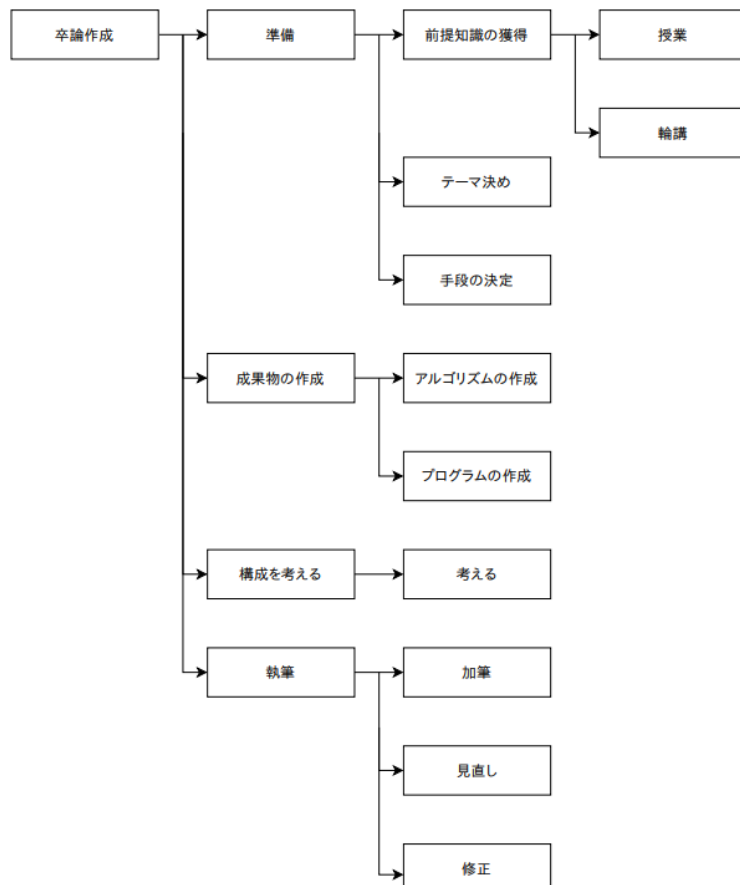 卒論作成
準備
前提知識の獲得
授業
輪講
テーマ決め
手段の決定
成果物の作成
アルゴリズムの作成
プログラムの作成
構成を考える
考える
執筆
加筆
見直し
修正